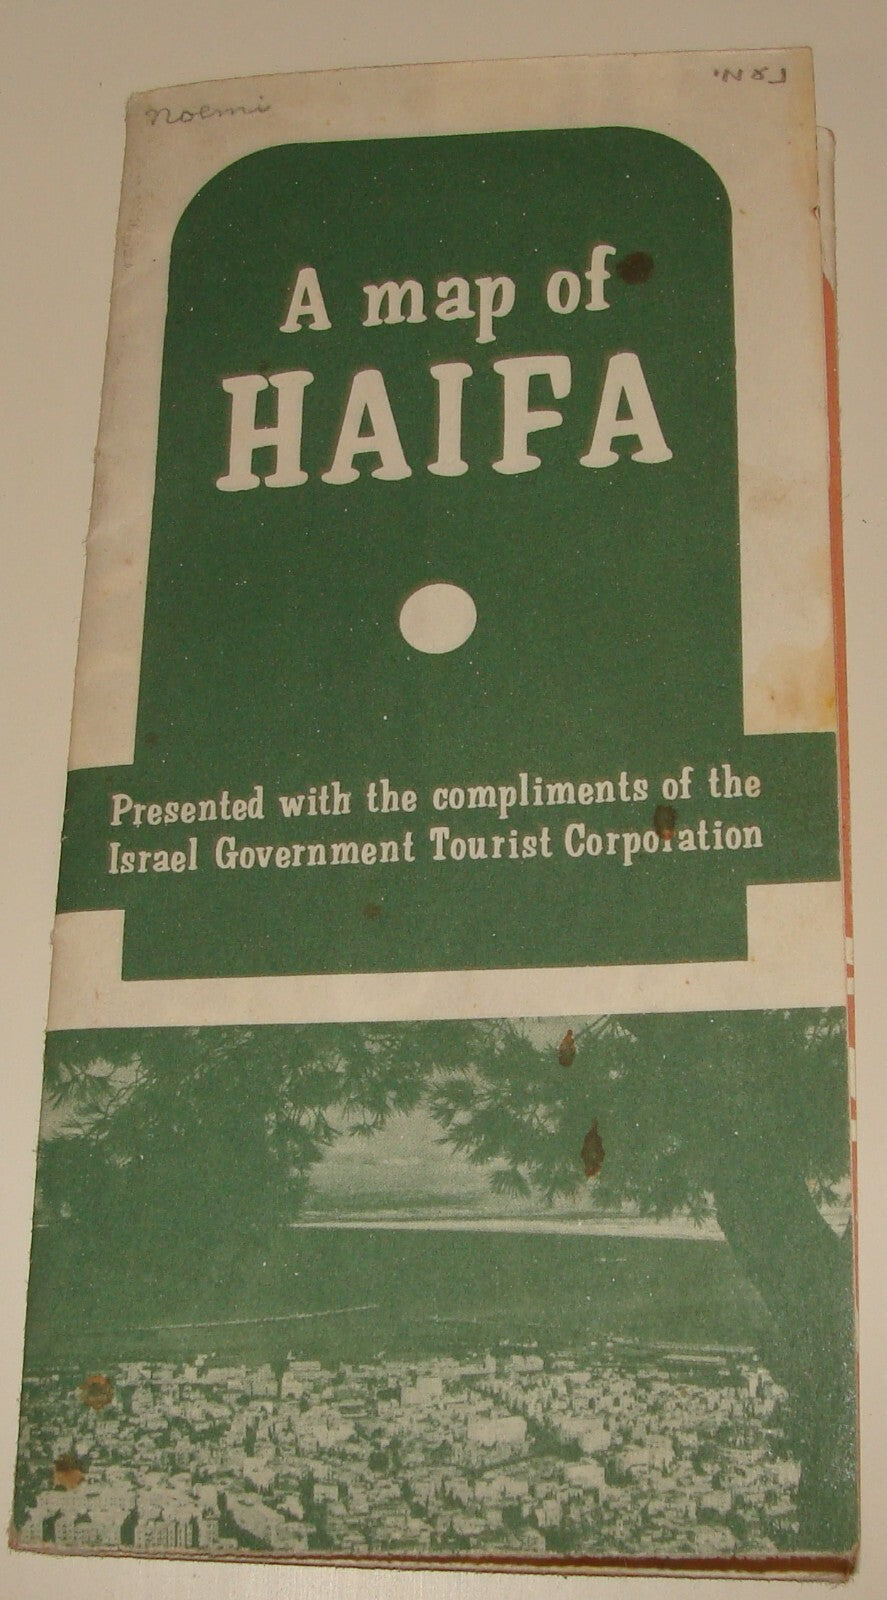 Noemi
A map of
HAIFA
Presented with the compliments of the
Israel Government Tourist Corporation